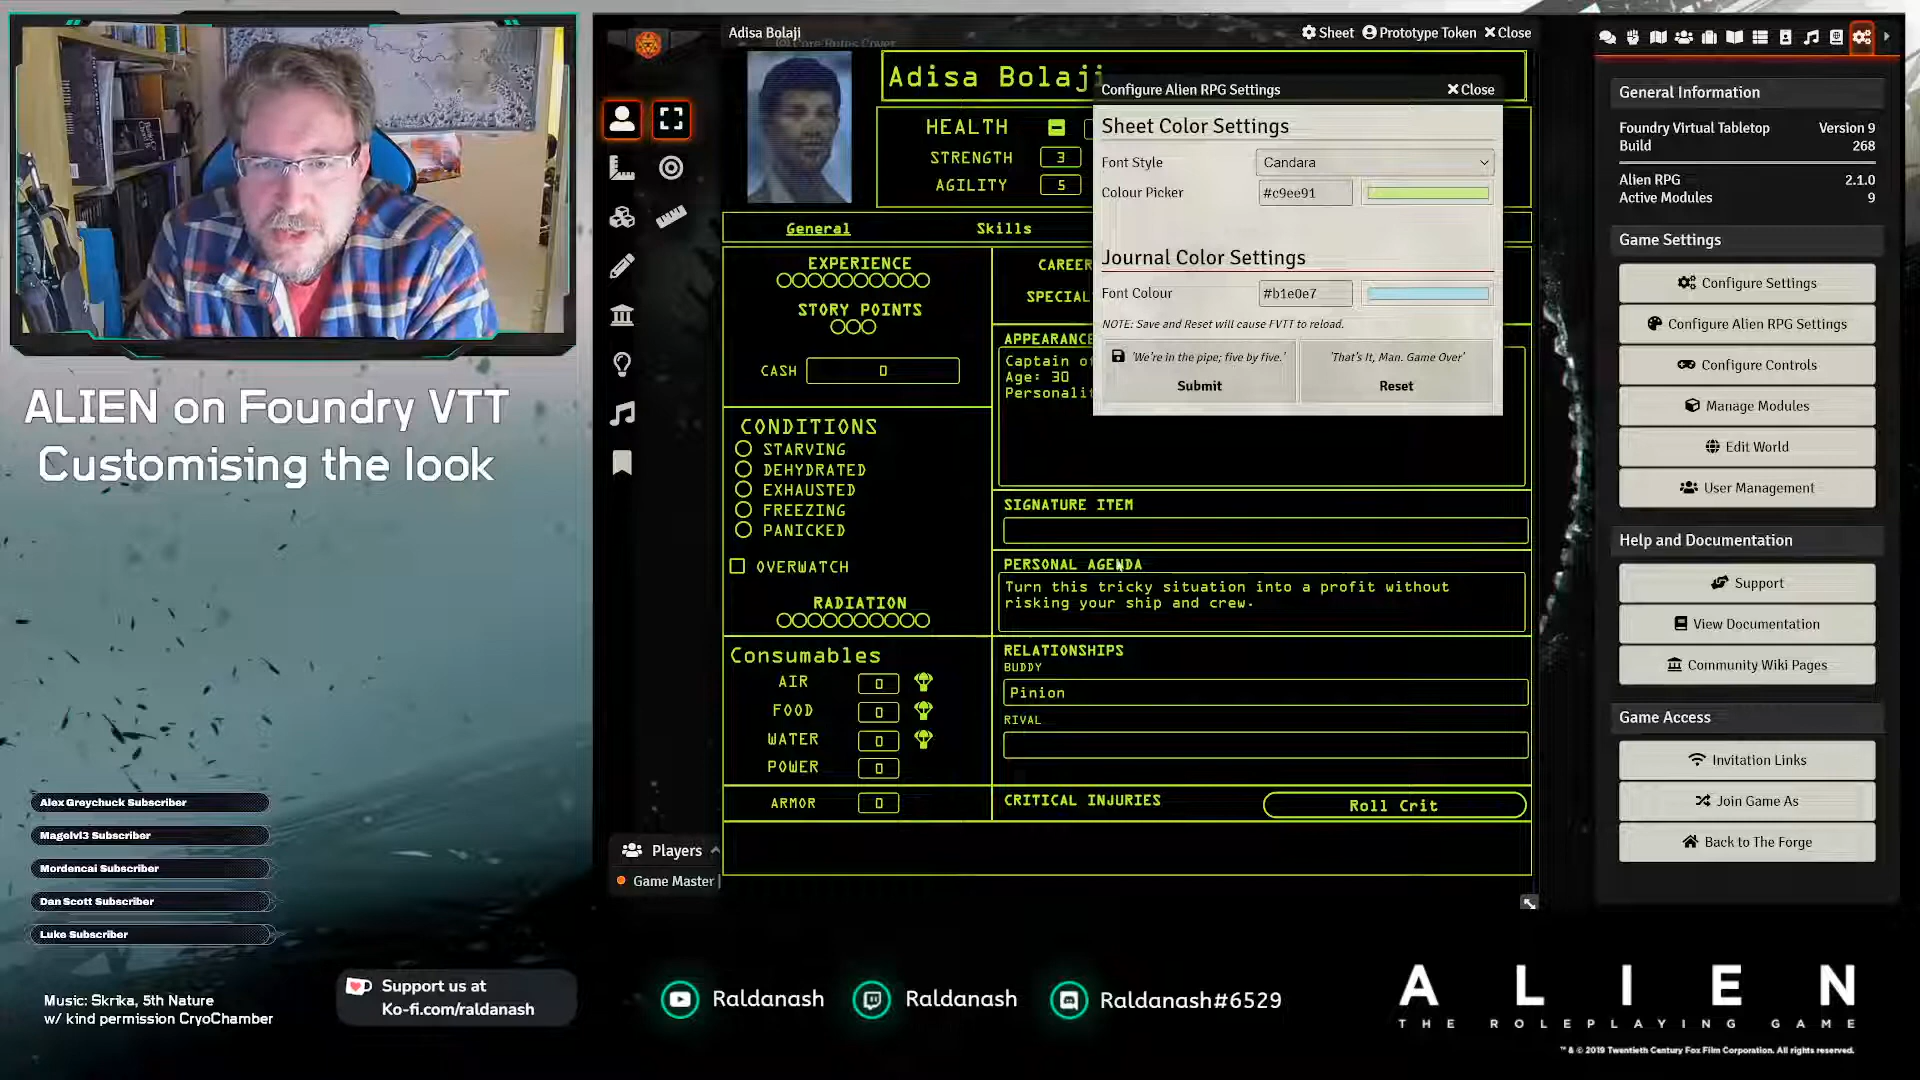 ALIEN on Foundry VTT
Customising the look
Alex Greychuck Subscriber
Magelvl3 Subscriber
Mordencai Subscriber
Dan Scott Subscriber
Luke Subscriber
Music: Skrika, 5th Nature
w/ kind permission CryoChamber
Support us at
Ko-fi.com/raldanash
Raldanash
Raldanash
Raldanash#6529
ALIEN
THE ROLEPLAYING GAME
™ & © 2019 Twentieth Century Fox Film Corporation. All rights reserved.
Adisa Bolaji
Sheet
Prototype Token
Close
Adisa Bolaji
HEALTH
STRENGTH 3
AGILITY 5
General
Skills
EXPERIENCE
STORY POINTS
CASH 0
CONDITIONS
STARVING
DEHYDRATED
EXHAUSTED
FREEZING
PANICKED
OVERWATCH
RADIATION
Consumables
AIR 0
FOOD 0
WATER 0
POWER 0
ARMOR 0
CAREER
SPECIAL
APPEARANCE
Captain o
Age: 30
Personalit
SIGNATURE ITEM
PERSONAL AGENDA
Turn this tricky situation into a profit without
risking your ship and crew.
RELATIONSHIPS
BUDDY
Pinion
RIVAL
CRITICAL INJURIES
Roll Crit
Configure Alien RPG Settings
Close
Sheet Color Settings
Font Style Candara
Colour Picker #c9ee91
Journal Color Settings
Font Colour #b1e0e7
NOTE: Save and Reset will cause FVTT to reload.
'We're in the pipe; five by five.'
Submit
'That's It, Man. Game Over'
Reset
Players
Game Master
General Information
Foundry Virtual Tabletop Version 9
Build 268
Alien RPG 2.1.0
Active Modules 9
Game Settings
Configure Settings
Configure Alien RPG Settings
Configure Controls
Manage Modules
Edit World
User Management
Help and Documentation
Support
View Documentation
Community Wiki Pages
Game Access
Invitation Links
Join Game As
Back to The Forge